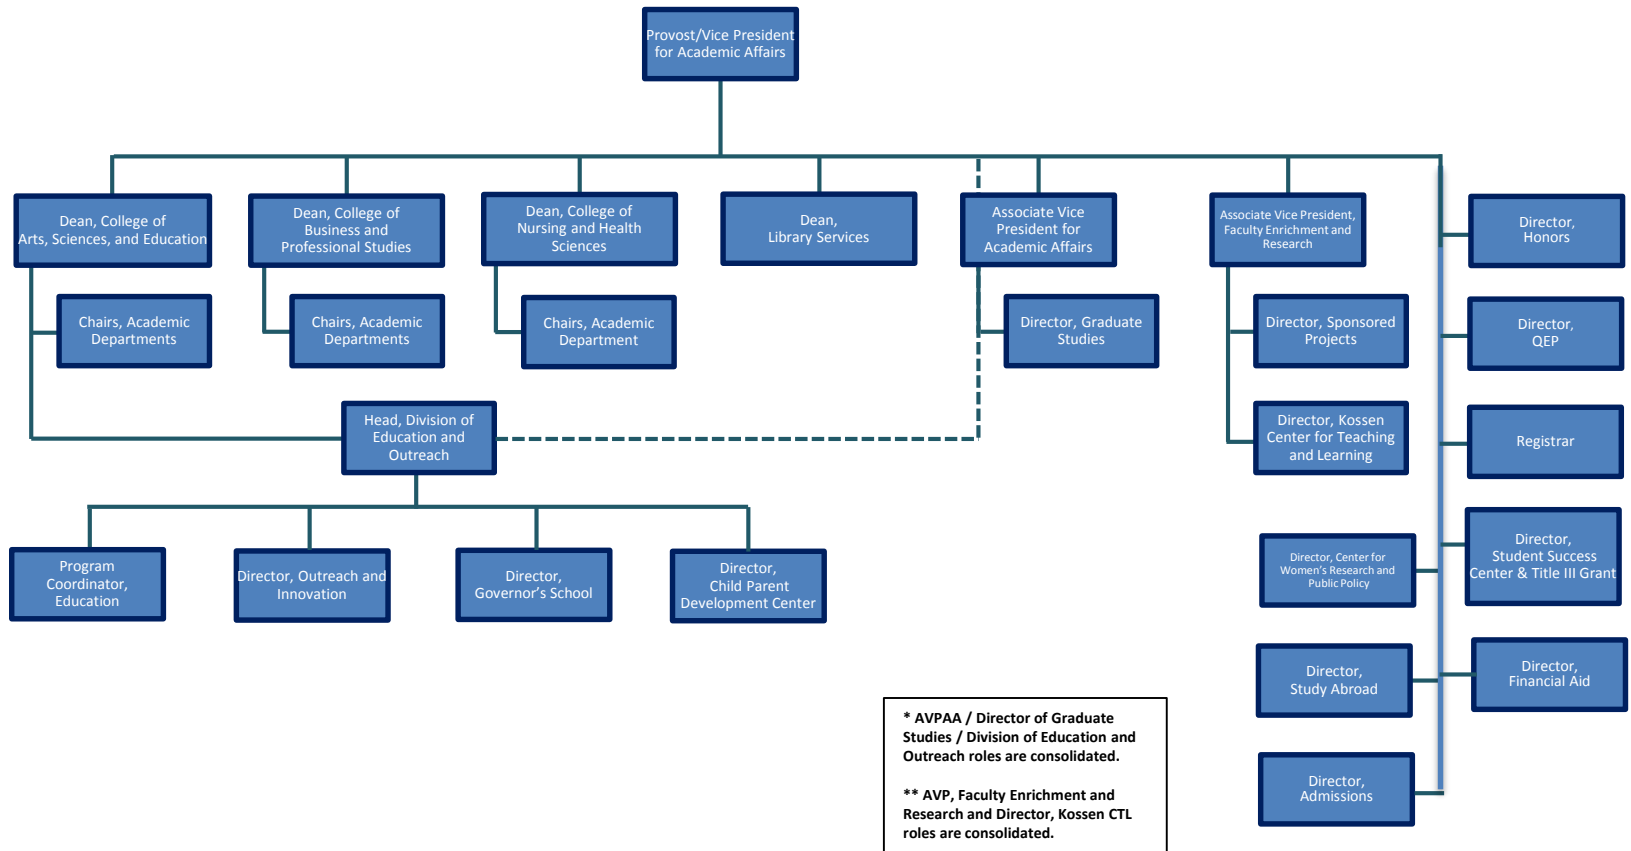 Provost/Vice President
for Academic Affairs
Dean, College of
Arts, Sciences, and Education
Dean, College of
Business and
Professional Studies
Dean, College of
Nursing and Health
Sciences
Dean,
Library Services
Associate Vice
President for
Academic Affairs
Associate Vice President,
Faculty Enrichment and
Research
Director,
Honors
Chairs, Academic
Departments
Chairs, Academic
Departments
Chairs, Academic
Department
Director, Graduate
Studies
Director, Sponsored
Projects
Director,
QEP
Head, Division of
Education and
Outreach
Director, Kossen
Center for Teaching
and Learning
Registrar
Program
Coordinator,
Education
Director, Outreach and
Innovation
Director,
Governor's School
Director,
Child Parent
Development Center
Director, Center for
Women's Research and
Public Policy
Director,
Student Success
Center & Title III Grant
Director,
Study Abroad
Director,
Financial Aid
* AVPAA / Director of Graduate
Studies / Division of Education and
Outreach roles are consolidated.
** AVP, Faculty Enrichment and
Research and Director, Kossen CTL
roles are consolidated.
Director,
Admissions